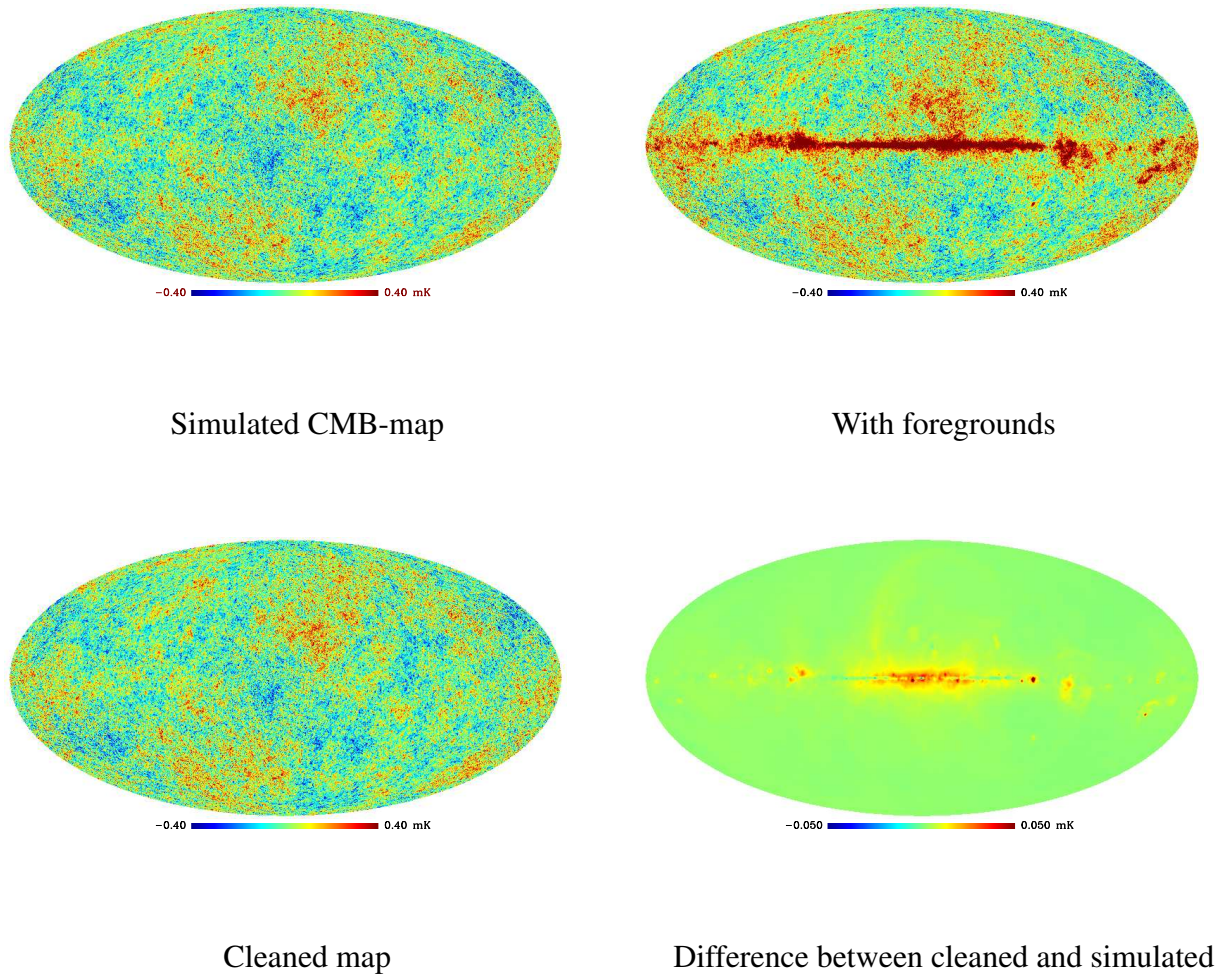 −0.40 0.40 mK
−0.40 0.40 mK
Simulated CMB-map
With foregrounds
−0.40 0.40 mK
−0.050 0.050 mK
Cleaned map
Difference between cleaned and simulated